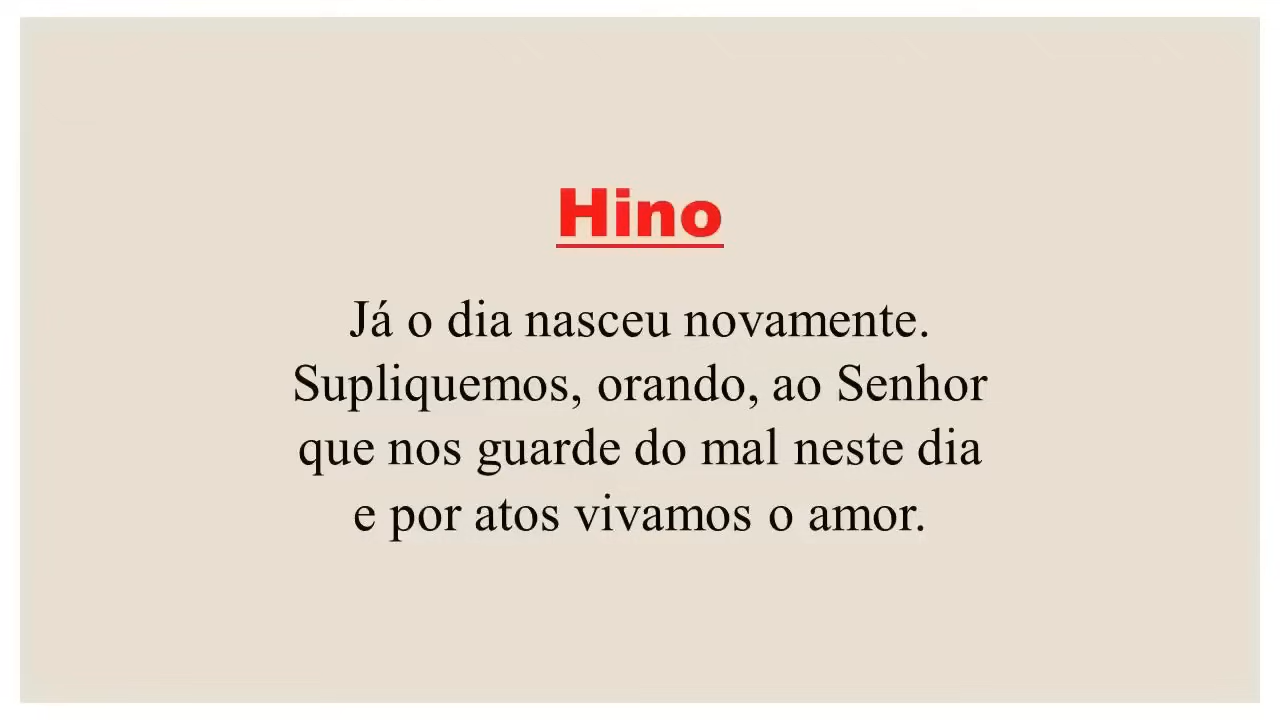 Hino
Já o dia nasceu novamente.
Supliquemos, orando, ao Senhor
que nos guarde do mal neste dia
e por atos vivamos o amor.